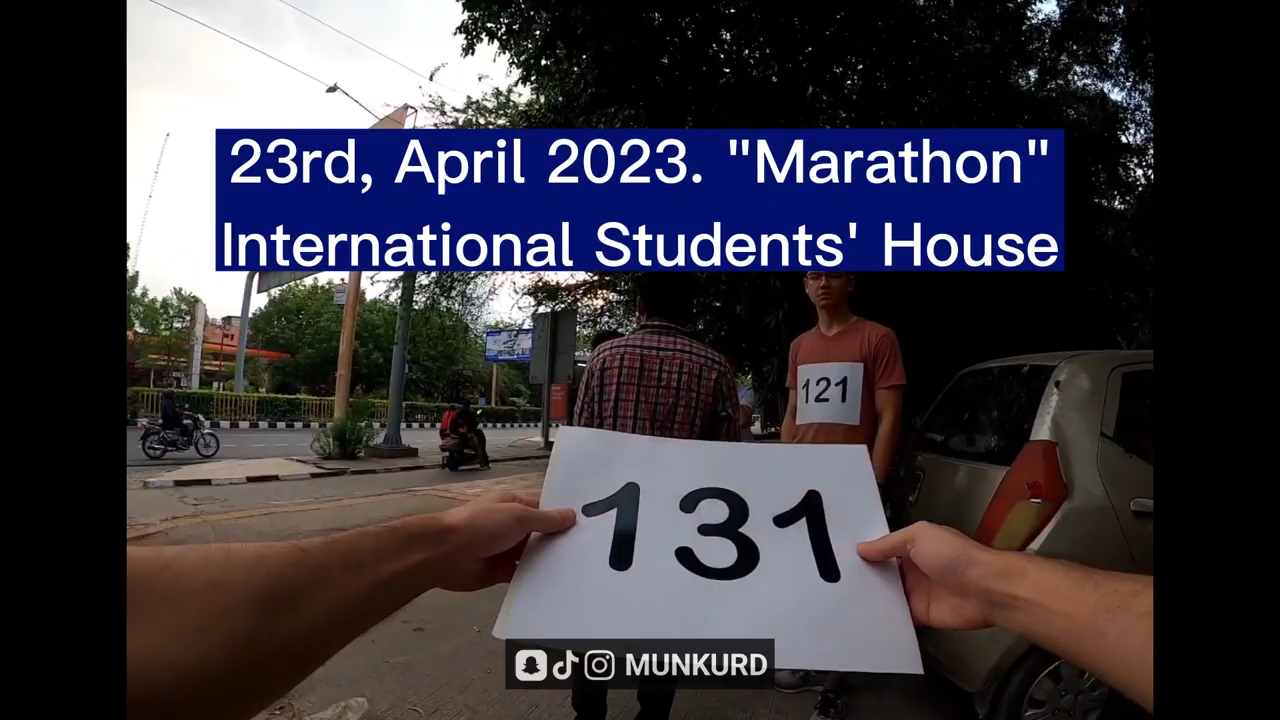 23rd, April 2023. "Marathon"
International Students' House
121
131
MUNKURD